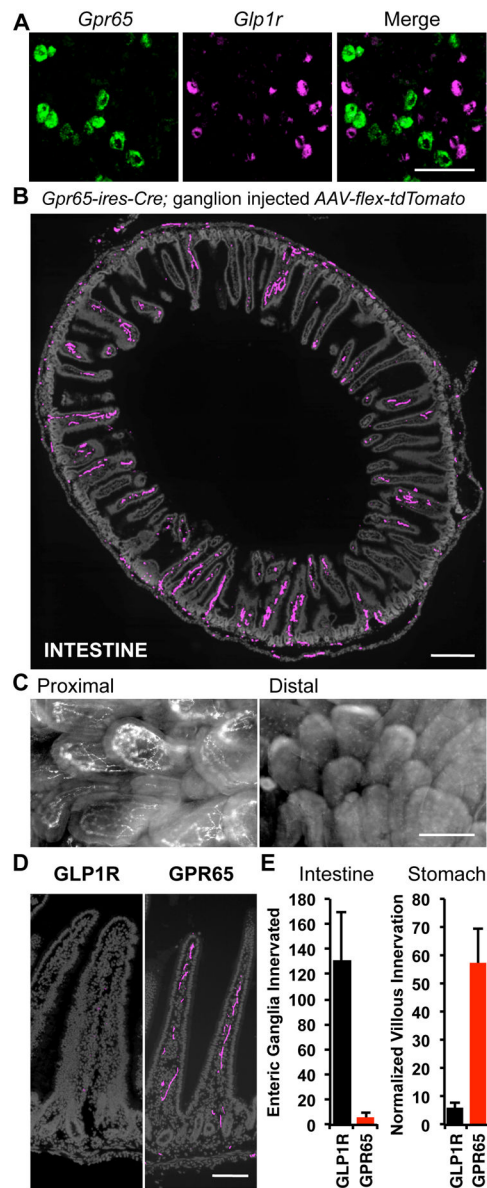 A Gpr65 Glp1r Merge
B Gpr65-ires-Cre; ganglion injected AAV-flex-tdTomato
INTESTINE
C Proximal Distal
D GLP1R GPR65
E Intestine Stomach
Enteric Ganglia Innervated
180
160
140
120
100
80
60
40
20
0
GLP1R
GPR65
Normalized Villous Innervation
80
70
60
50
40
30
20
10
0
GLP1R
GPR65